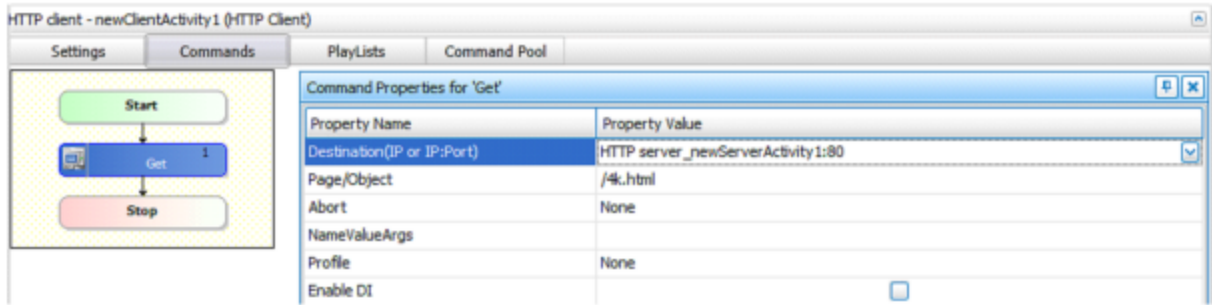 HTTP client - newClientActivity1 (HTTP Client)
Settings Commands PlayLists Command Pool
Start
Get 1
Stop
Command Properties for 'Get'
Property Name Property Value
Destination(IP or IP:Port) HTTP server_newServerActivity1:80
Page/Object /4k.html
Abort None
NameValueArgs
Profile None
Enable DI